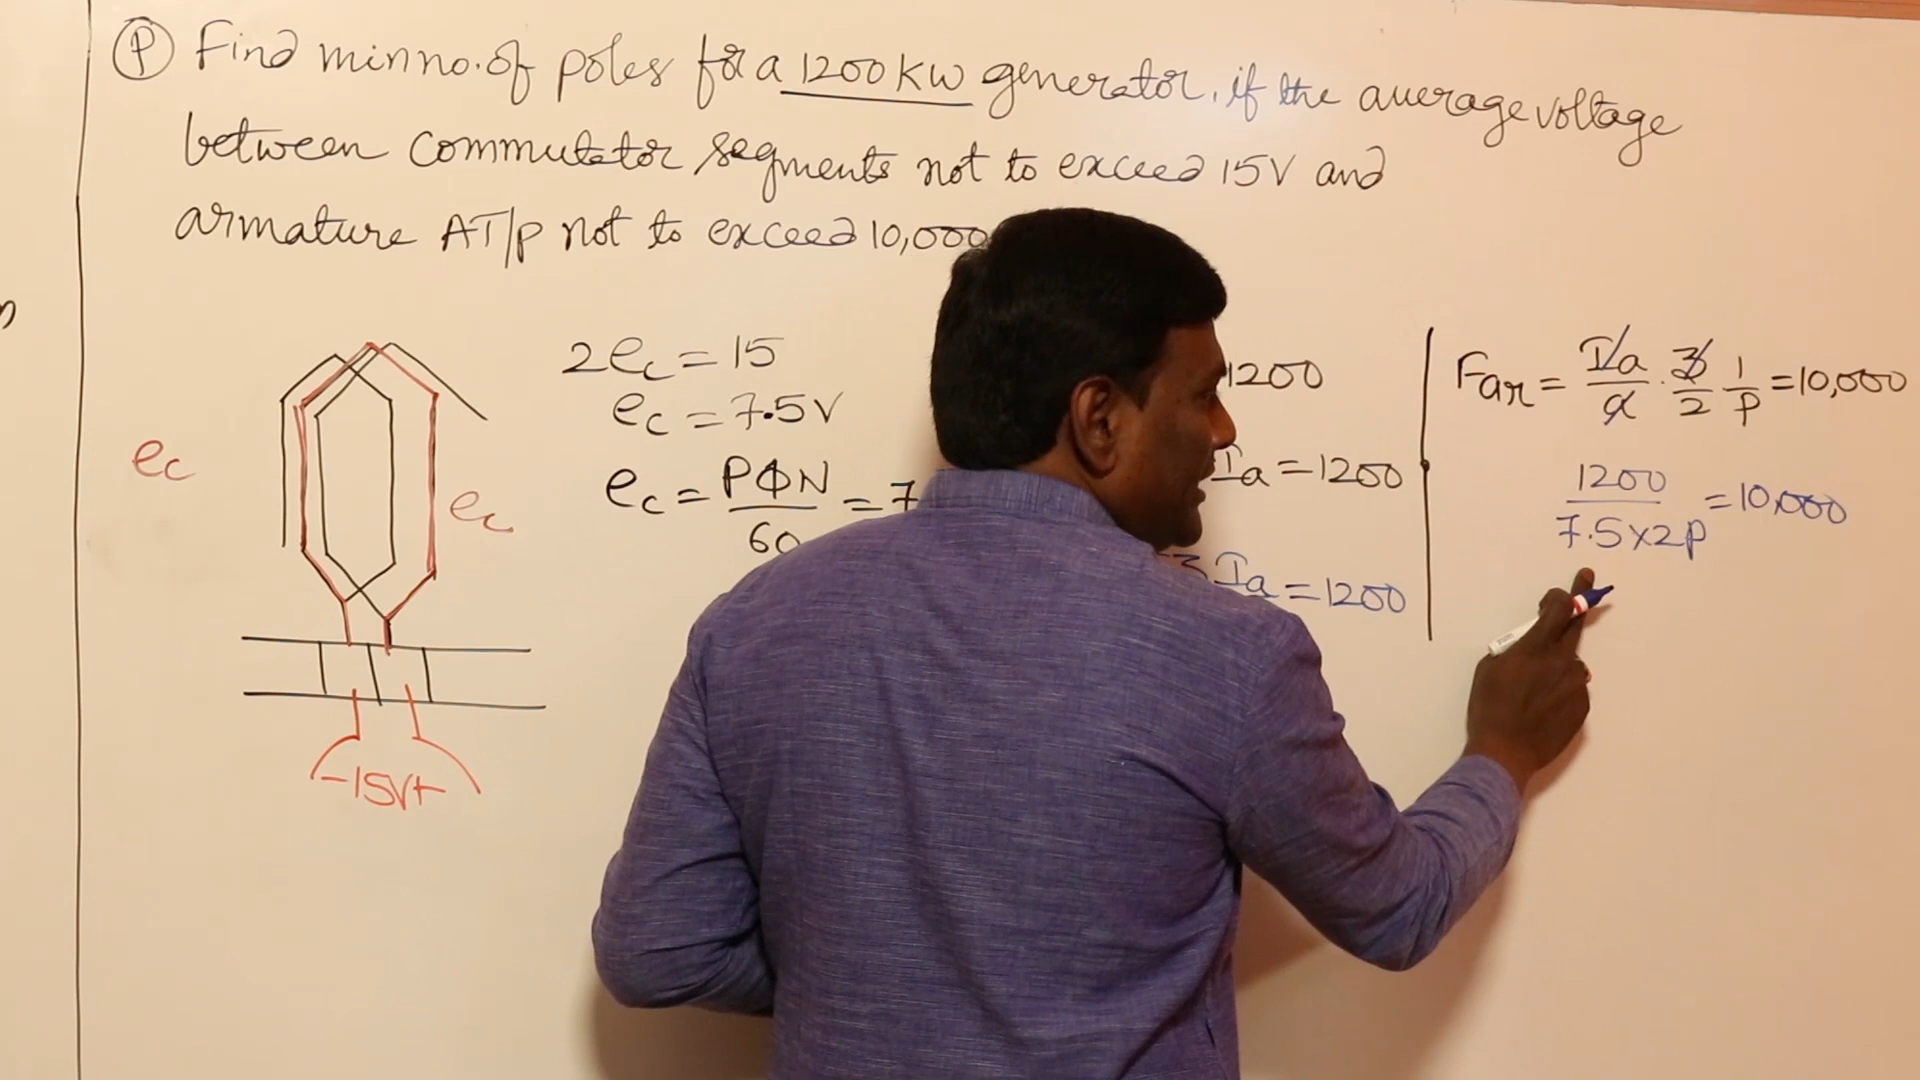 (P) Find min no. of poles for a 1200 KW generator, if the average voltage
between commutator segments not to exceed 15V and
armature AT/P not to exceed 10,000
2ec = 15
ec = 7.5V
ec = PΦN/60 = 7
ec
ec
-15V+
1200
Ia = 1200
Ia = 1200
Far = Ia/a · 3/2 1/P = 10,000
1200/7.5×2P = 10,000